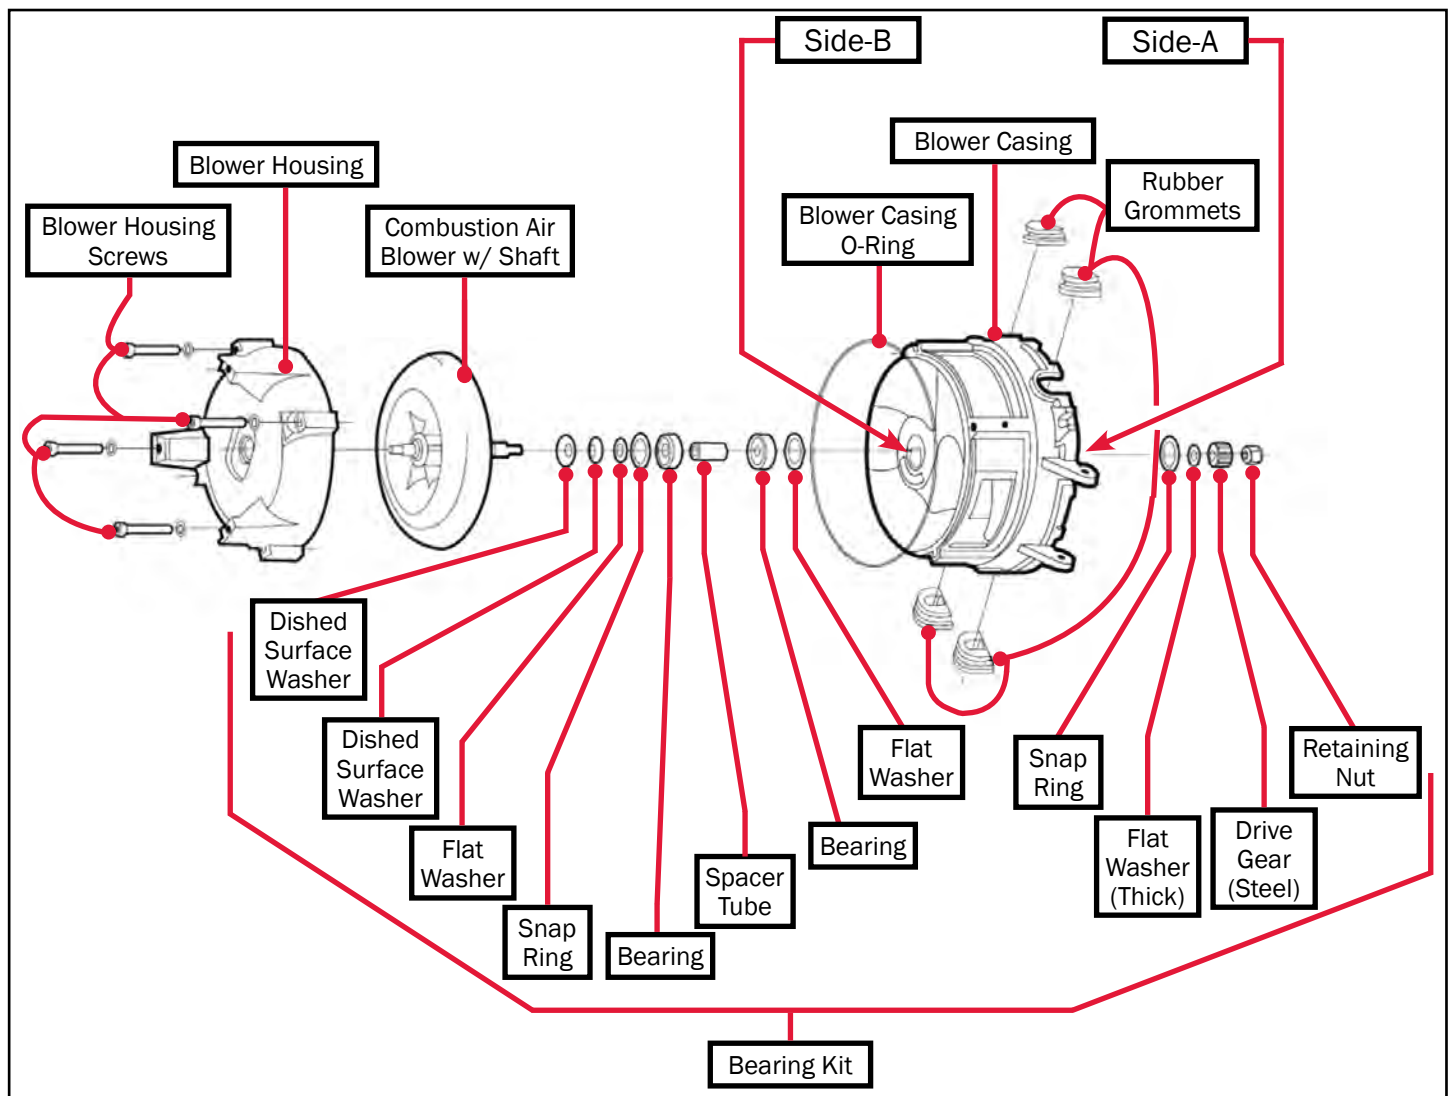 Side-B
Side-A
Blower Casing
Blower Housing
Rubber
Grommets
Blower Housing
Screws
Combustion Air
Blower w/ Shaft
Blower Casing
O-Ring
Dished
Surface
Washer
Dished
Surface
Washer
Flat
Washer
Snap
Ring
Bearing
Spacer
Tube
Bearing
Flat
Washer
Snap
Ring
Flat
Washer
(Thick)
Drive
Gear
(Steel)
Retaining
Nut
Bearing Kit